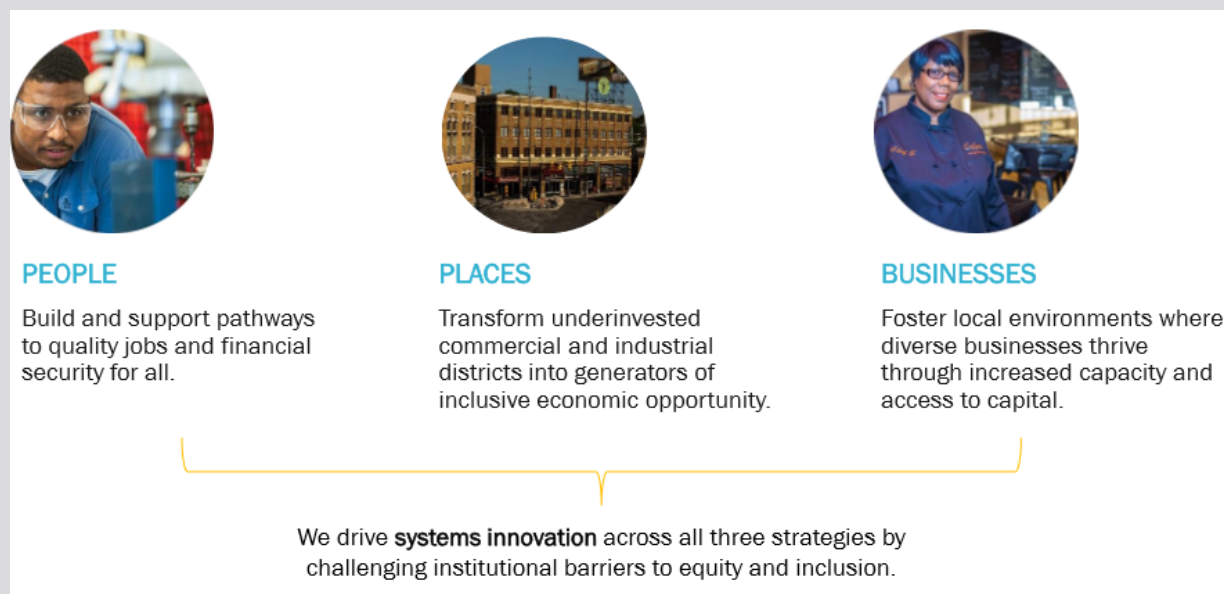 PEOPLE
Build and support pathways
to quality jobs and financial
security for all.
PLACES
Transform underinvested
commercial and industrial
districts into generators of
inclusive economic opportunity.
BUSINESSES
Foster local environments where
diverse businesses thrive
through increased capacity and
access to capital.
We drive systems innovation across all three strategies by
challenging institutional barriers to equity and inclusion.